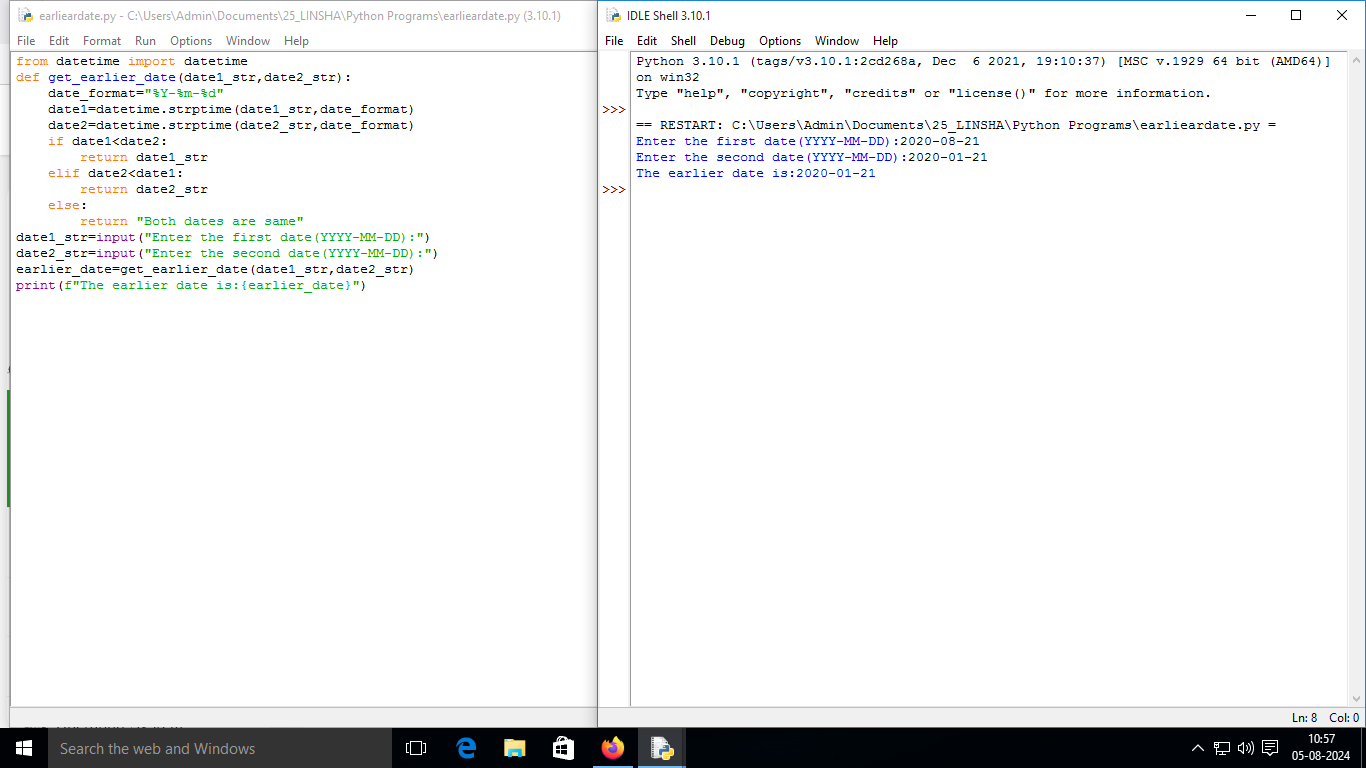 earlieardate.py - C:\Users\Admin\Documents\25_LINSHA\Python Programs\earlieardate.py (3.10.1)
File Edit Format Run Options Window Help
from datetime import datetime
def get_earlier_date(date1_str,date2_str):
    date_format="%Y-%m-%d"
    date1=datetime.strptime(date1_str,date_format)
    date2=datetime.strptime(date2_str,date_format)
    if date1<date2:
        return date1_str
    elif date2<date1:
        return date2_str
    else:
        return "Both dates are same"
date1_str=input("Enter the first date(YYYY-MM-DD):")
date2_str=input("Enter the second date(YYYY-MM-DD):")
earlier_date=get_earlier_date(date1_str,date2_str)
print(f"The earlier date is:{earlier_date}")
IDLE Shell 3.10.1
File Edit Shell Debug Options Window Help
Python 3.10.1 (tags/v3.10.1:2cd268a, Dec  6 2021, 19:10:37) [MSC v.1929 64 bit (AMD64)]
on win32
Type "help", "copyright", "credits" or "license()" for more information.
>>>
== RESTART: C:\Users\Admin\Documents\25_LINSHA\Python Programs\earlieardate.py =
Enter the first date(YYYY-MM-DD):2020-08-21
Enter the second date(YYYY-MM-DD):2020-01-21
The earlier date is:2020-01-21
>>>
Ln: 8 Col: 0
Search the web and Windows
10:57
05-08-2024